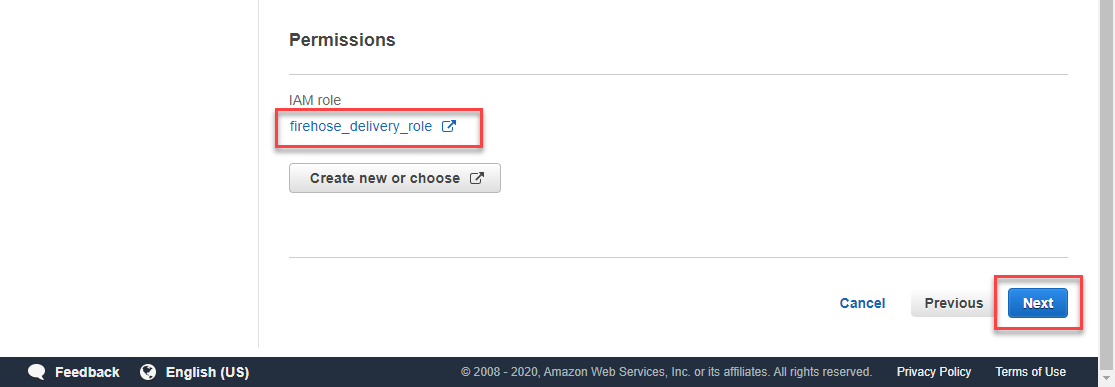 Permissions
IAM role
firehose_delivery_role
Create new or choose
Cancel Previous Next
Feedback English (US) © 2008 - 2020, Amazon Web Services, Inc. or its affiliates. All rights reserved. Privacy Policy Terms of Use